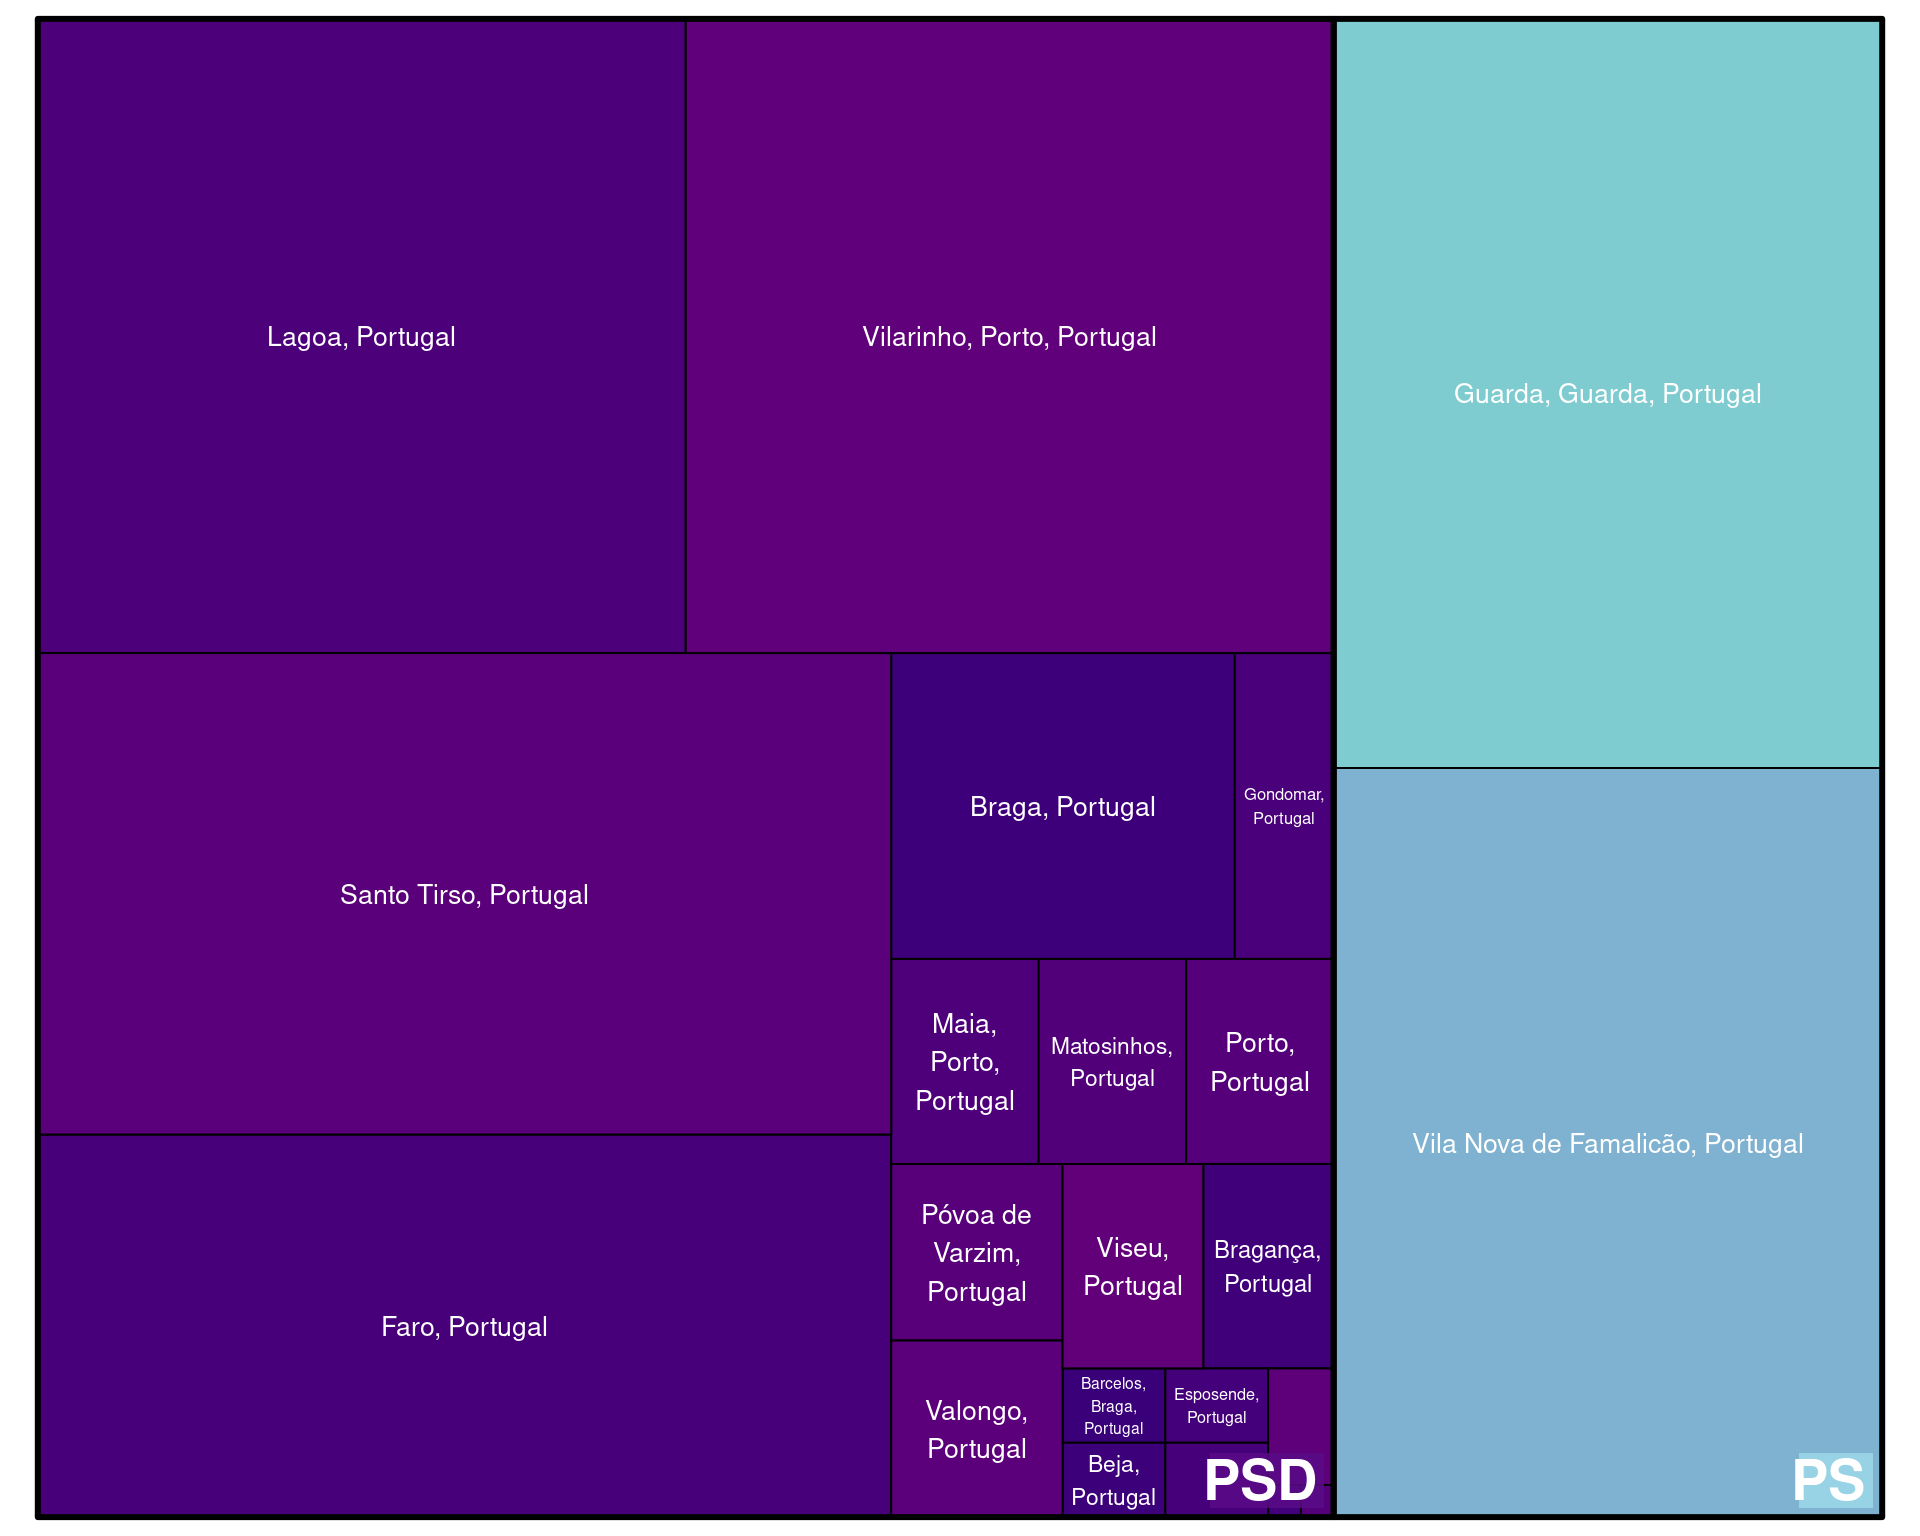 Lagoa, Portugal
Vilarinho, Porto, Portugal
Guarda, Guarda, Portugal
Santo Tirso, Portugal
Braga, Portugal
Gondomar,
Portugal
Maia,
Porto,
Portugal
Matosinhos,
Portugal
Porto,
Portugal
Vila Nova de Famalicão, Portugal
Faro, Portugal
Póvoa de
Varzim,
Portugal
Viseu,
Portugal
Bragança,
Portugal
Valongo,
Portugal
Barcelos,
Braga,
Portugal
Esposende,
Portugal
Beja,
Portugal
PSD
PS